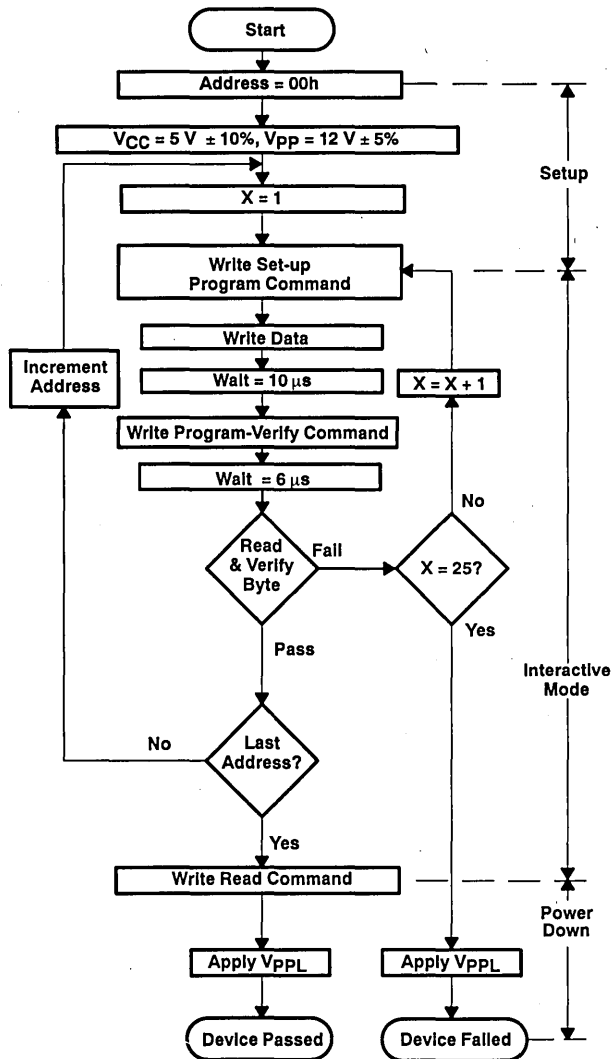 Start
Address = 00h
VCC = 5 V ± 10%, VPP = 12 V ± 5%
Setup
X = 1
Write Set-up
Program Command
Write Data
Increment
Address
Wait = 10 µs
X = X + 1
Write Program-Verify Command
Wait = 6 µs
No
Read
& Verify
Byte
Fail
X = 25?
Pass
Yes
Interactive
Mode
No
Last
Address?
Yes
Write Read Command
Power
Down
Apply VPPL
Apply VPPL
Device Passed
Device Failed